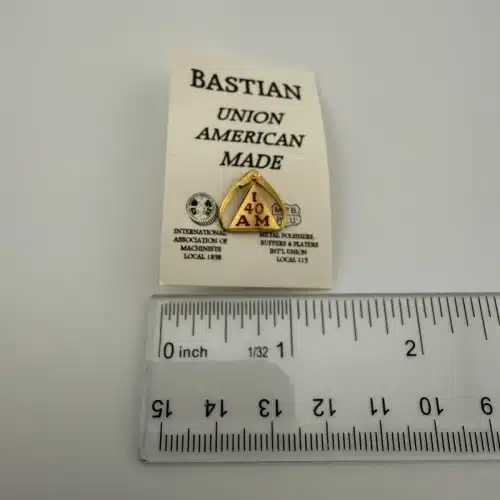 BASTIAN
UNION
AMERICAN
MADE
I
40
AM
INTERNATIONAL
ASSOCIATION OF
MACHINISTS
LOCAL 1838
METAL POLISHERS,
BUFFERS & PLATERS
INT'L UNION
LOCAL 113
0 inch 1/32 1 2
15 14 13 12 11 10 9